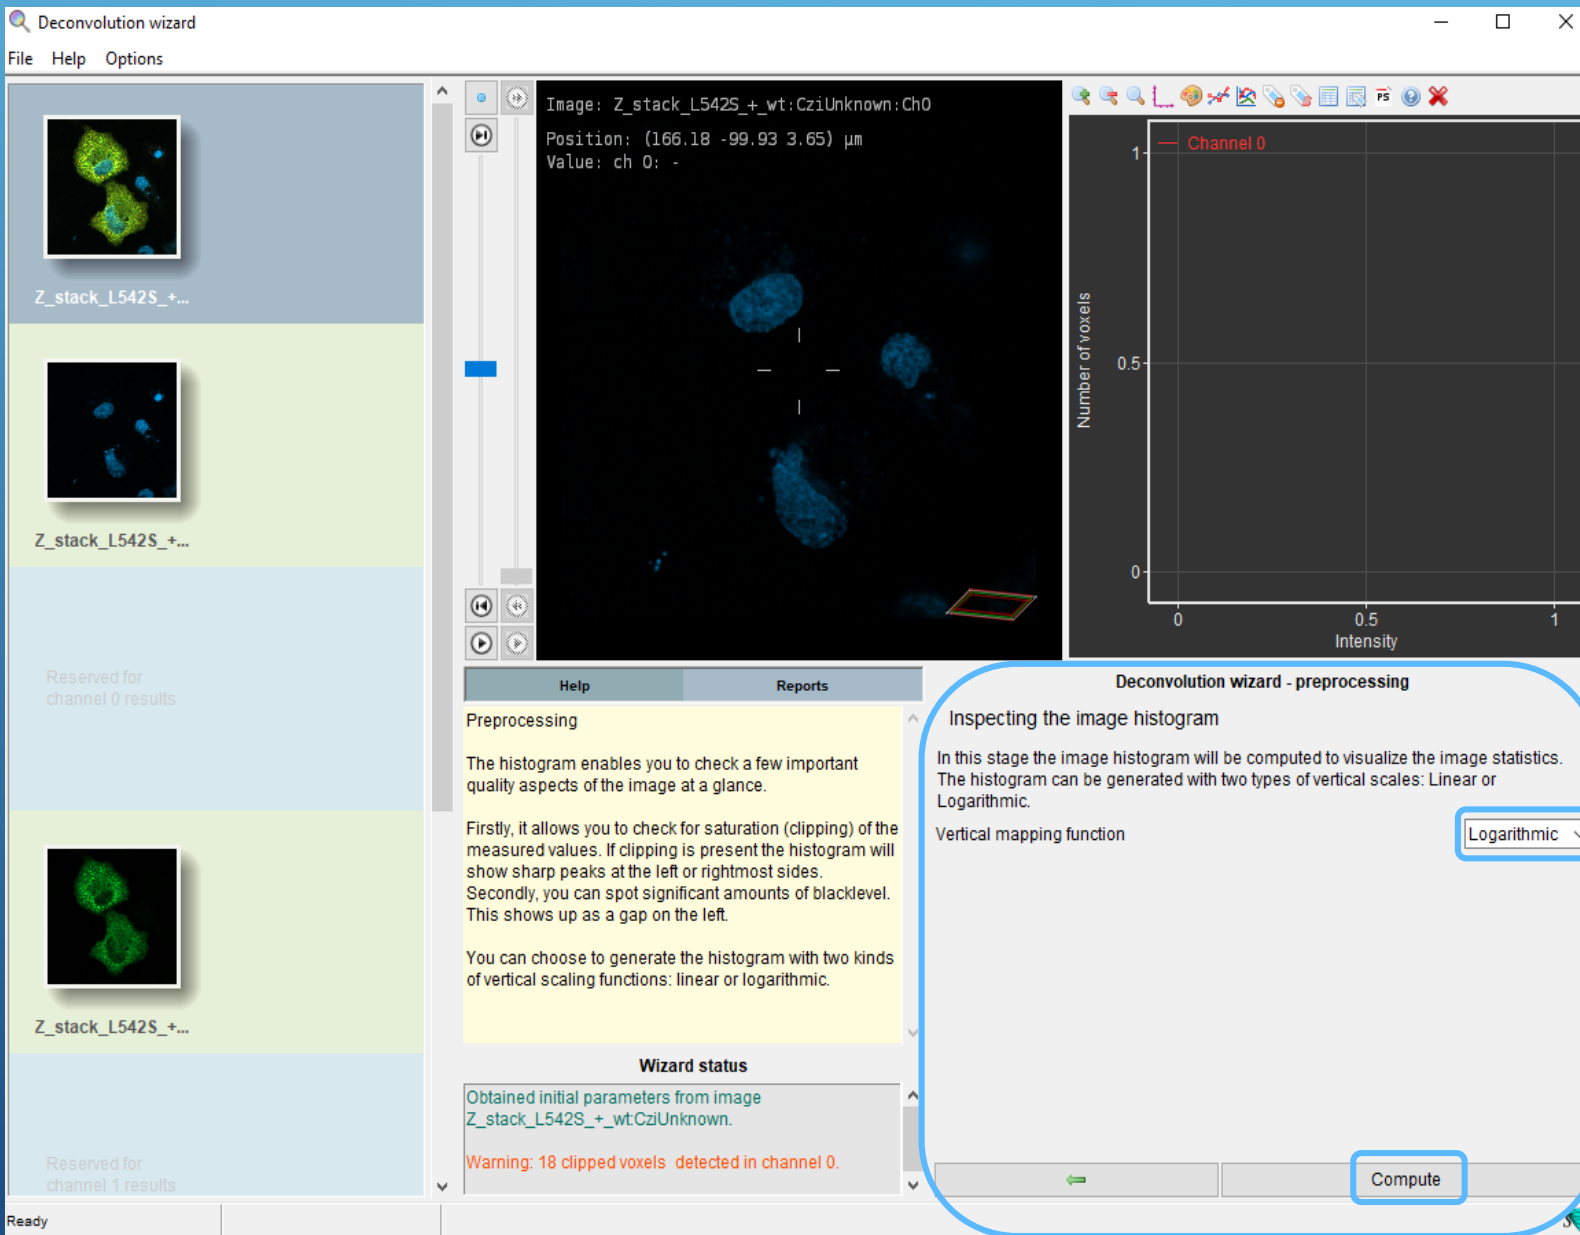 Deconvolution wizard
File Help Options
Z_stack_L542S_+...
Z_stack_L542S_+...
Reserved for
channel 0 results
Z_stack_L542S_+...
Reserved for
channel 1 results
Image: Z_stack_L542S_+_wt:CziUnknown:Ch0
Position: (166.18 -99.93 3.65) µm
Value: ch 0: -
PS
Channel 0
1
0.5
0
Number of voxels
0
0.5
1
Intensity
Help
Reports
Preprocessing
The histogram enables you to check a few important
quality aspects of the image at a glance.
Firstly, it allows you to check for saturation (clipping) of the
measured values. If clipping is present the histogram will
show sharp peaks at the left or rightmost sides.
Secondly, you can spot significant amounts of blacklevel.
This shows up as a gap on the left.
You can choose to generate the histogram with two kinds
of vertical scaling functions: linear or logarithmic.
Wizard status
Obtained initial parameters from image
Z_stack_L542S_+_wt:CziUnknown.
Warning: 18 clipped voxels detected in channel 0.
Deconvolution wizard - preprocessing
Inspecting the image histogram
In this stage the image histogram will be computed to visualize the image statistics.
The histogram can be generated with two types of vertical scales: Linear or
Logarithmic.
Vertical mapping function
Logarithmic
Compute
Ready